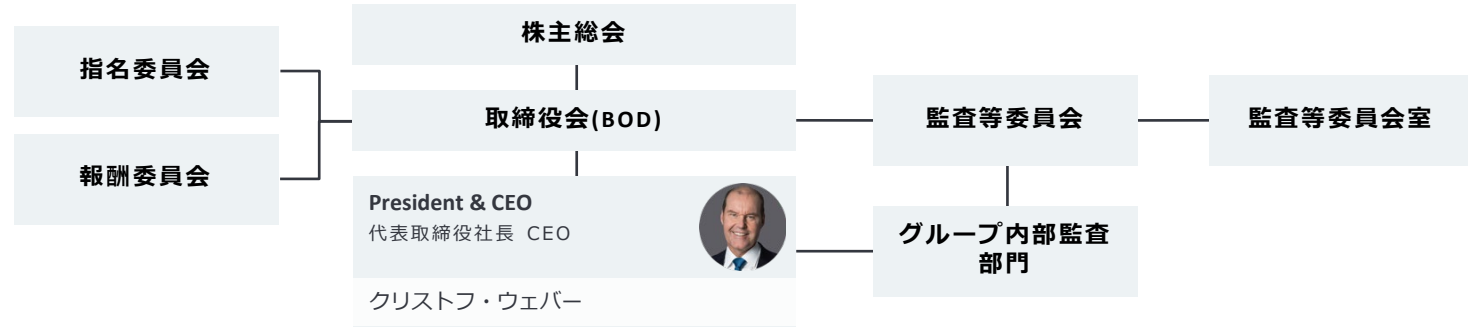 株主総会
指名委員会
取締役会(BOD)
監査等委員会
監査等委員会室
報酬委員会
President & CEO
代表取締役社長 CEO
クリストフ・ウェバー
グループ内部監査
部門